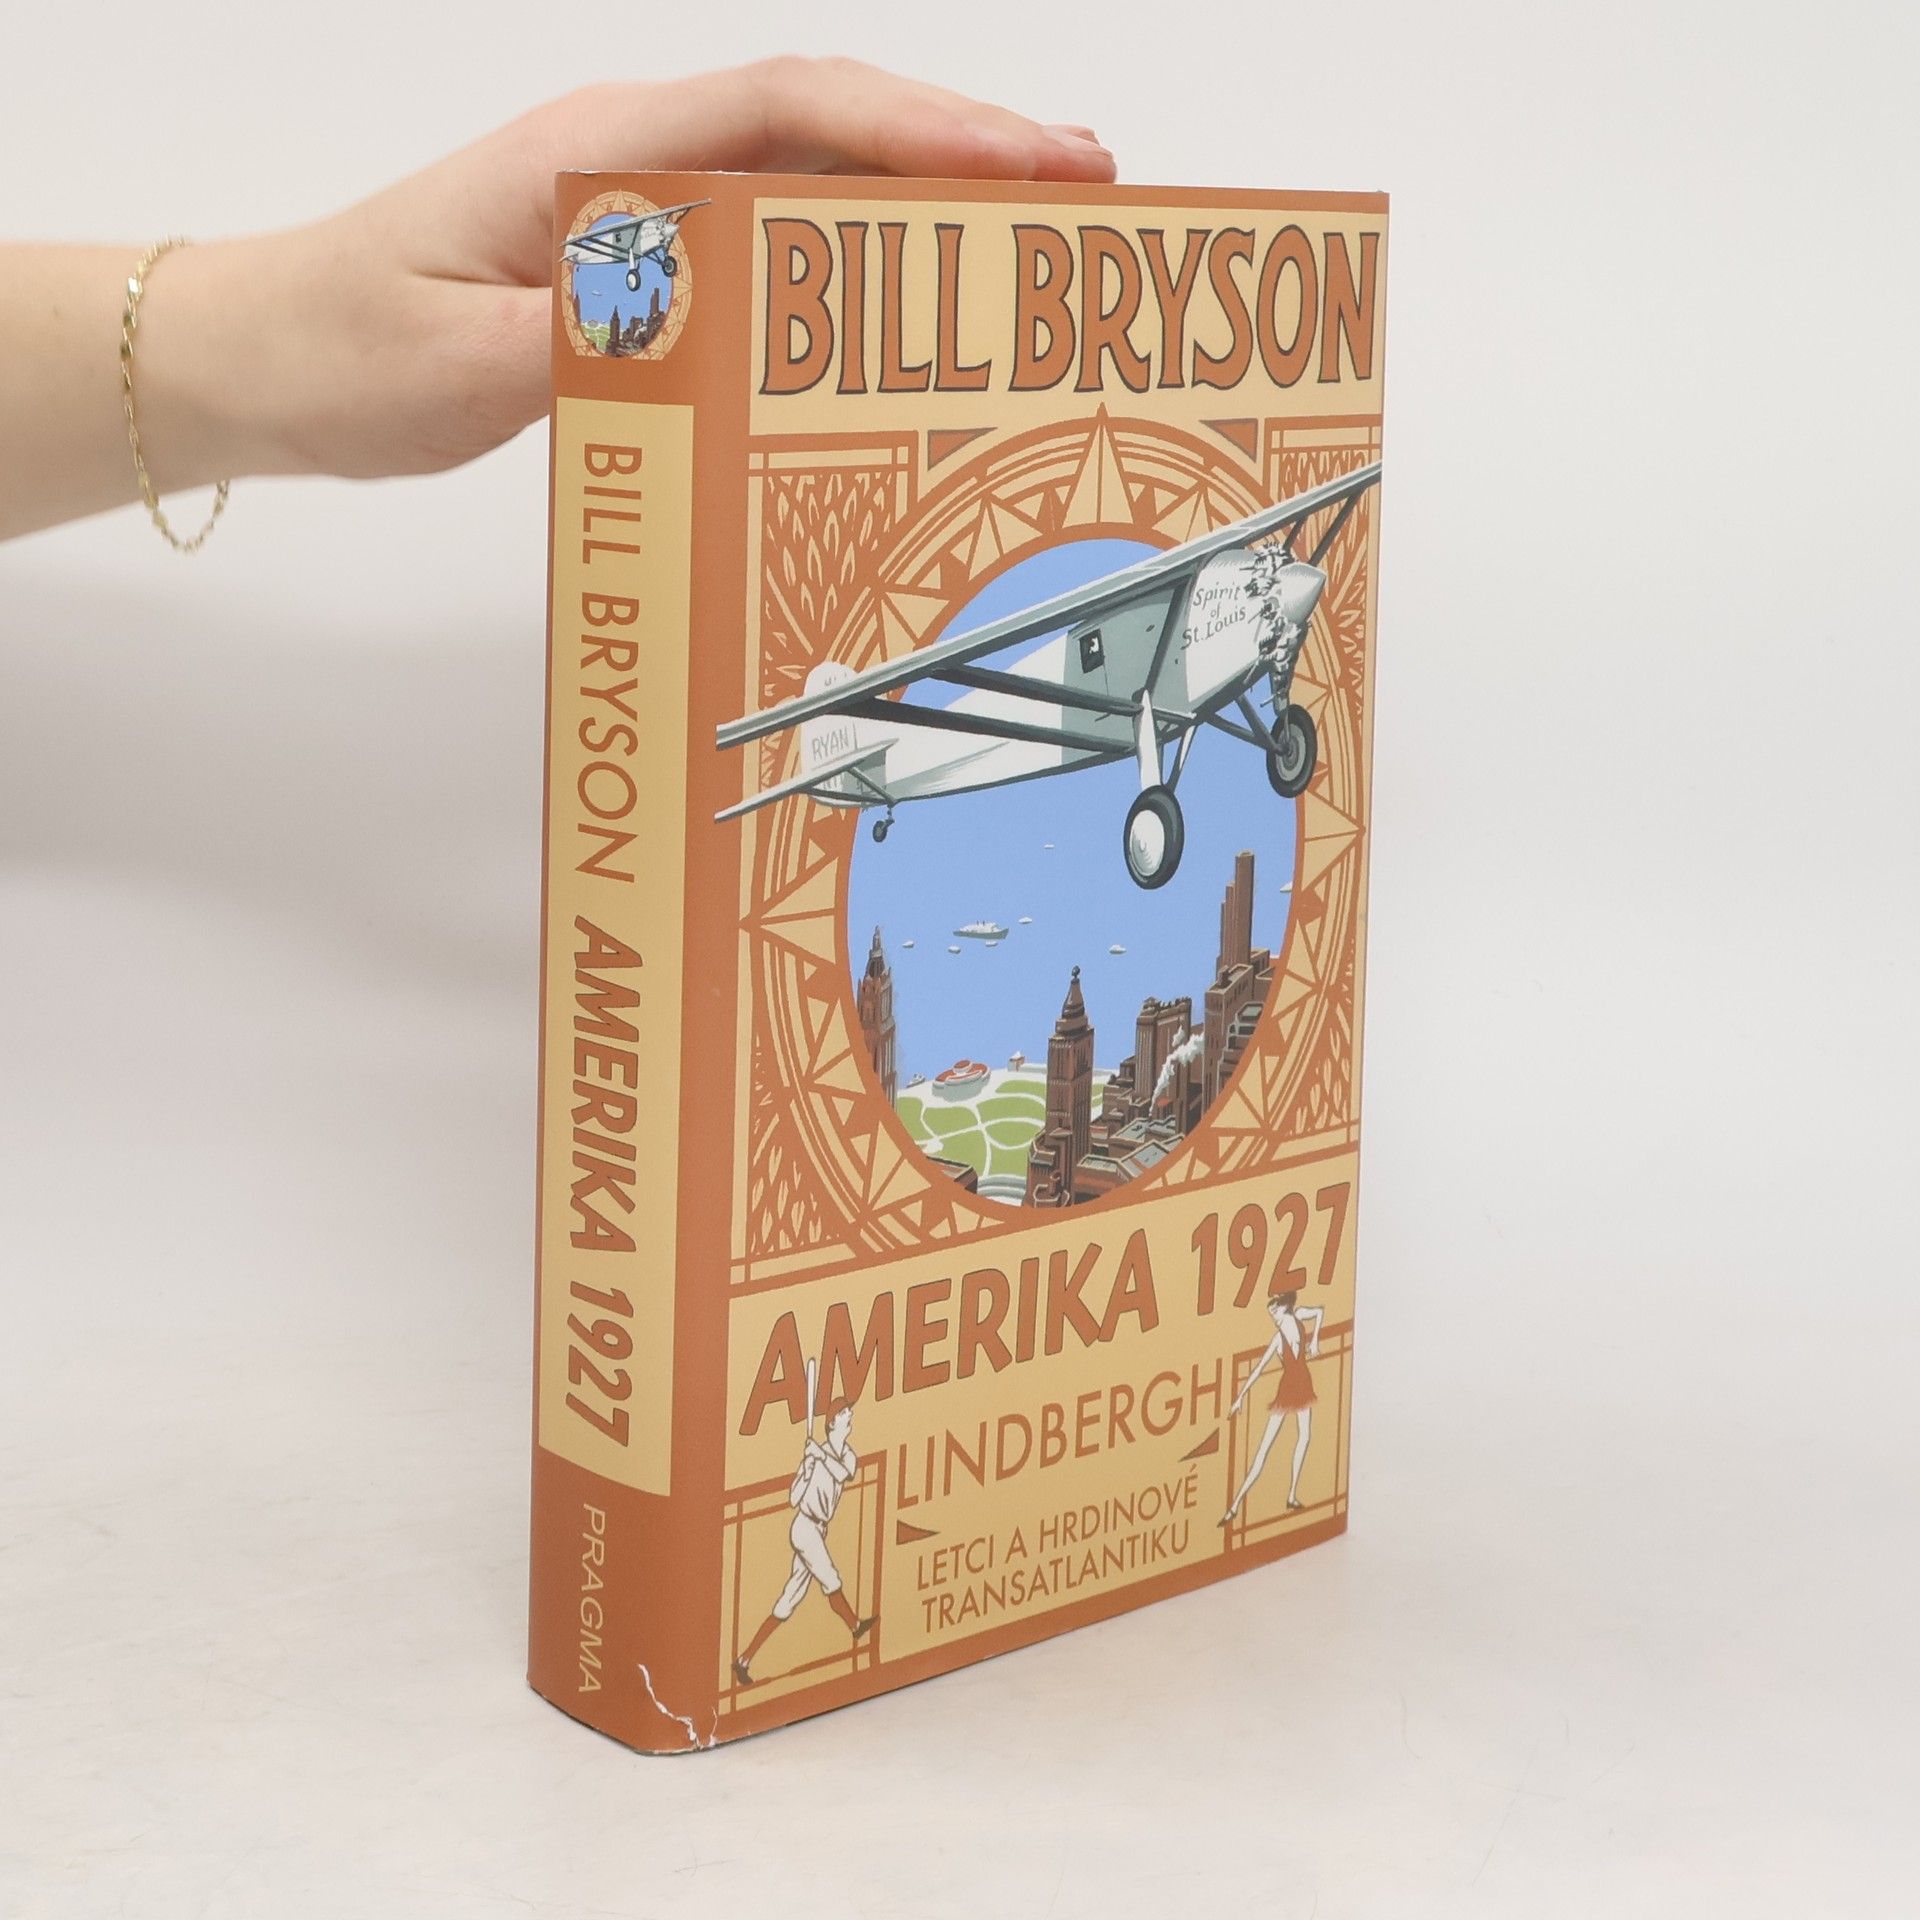 BILL BRYSON AMERIKA 1927
PRAGMA
BILL BRYSON
Spirit
of
St. Louis
RYAN
AMERIKA 1927
LINDBERGH
LETCI A HRDINOVÉ
TRANSATLANTIKU